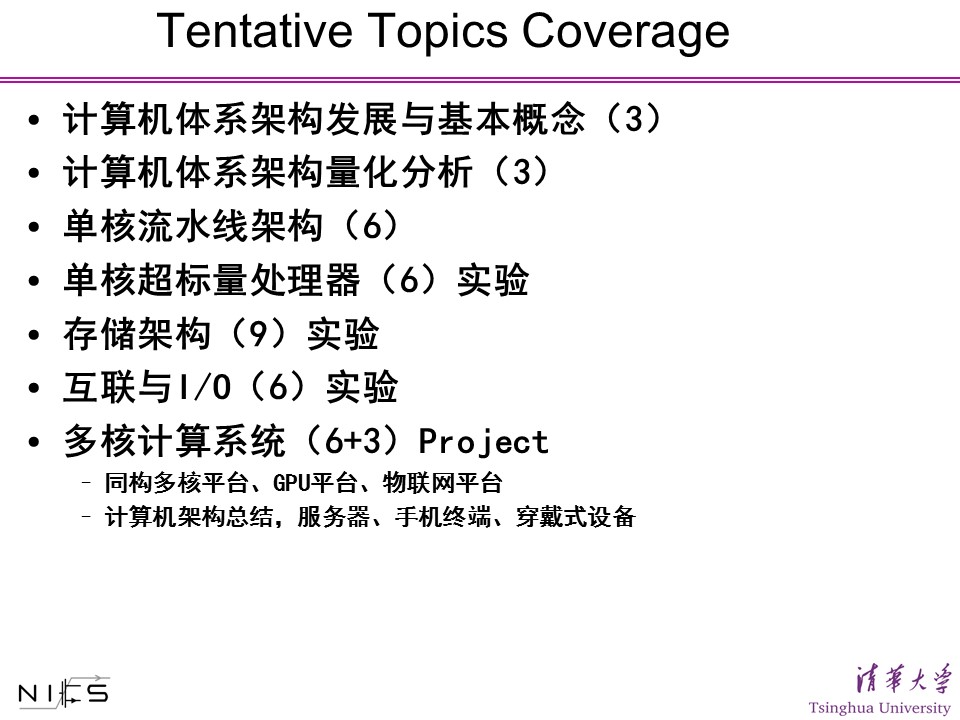 Tentative Topics Coverage
• 计算机体系架构发展与基本概念（3）
• 计算机体系架构量化分析（3）
• 单核流水线架构（6）
• 单核超标量处理器（6）实验
• 存储架构（9）实验
• 互联与I/O（6）实验
• 多核计算系统（6+3）Project
– 同构多核平台、GPU平台、物联网平台
– 计算机架构总结，服务器、手机终端、穿戴式设备
NICS
清华大学
Tsinghua University